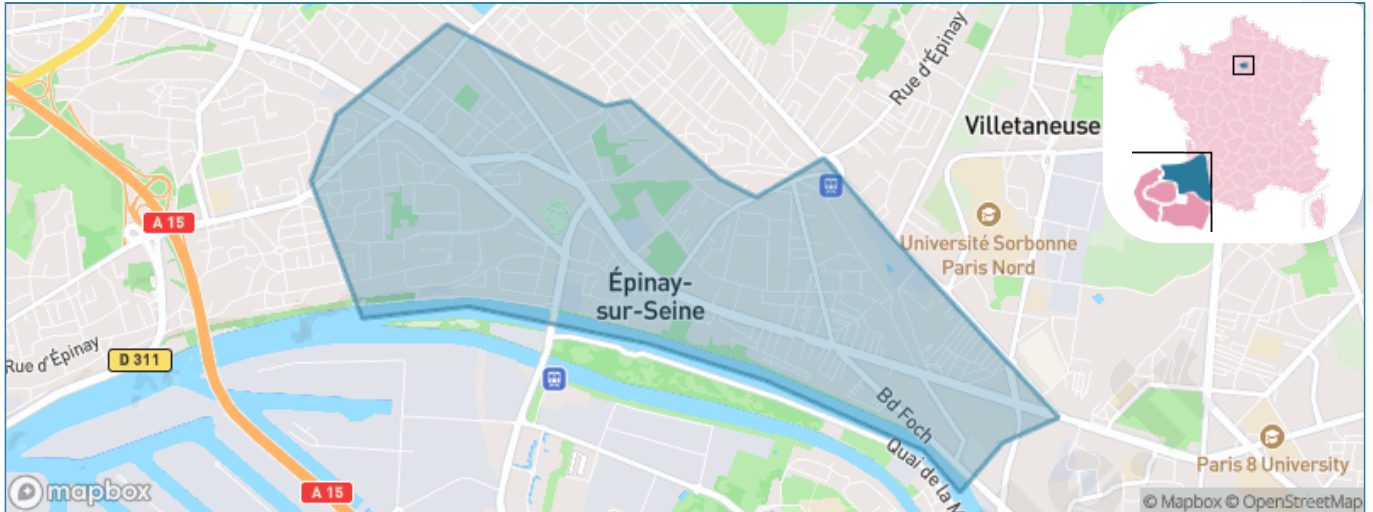 Rue d'Épinay
Villetaneuse
A 15
Université Sorbonne
Paris Nord
Épinay-
sur-Seine
Rue d'Épinay
D 311
Bd Foch
Quai de la M
Paris 8 University
A 15
mapbox
© Mapbox © OpenStreetMap